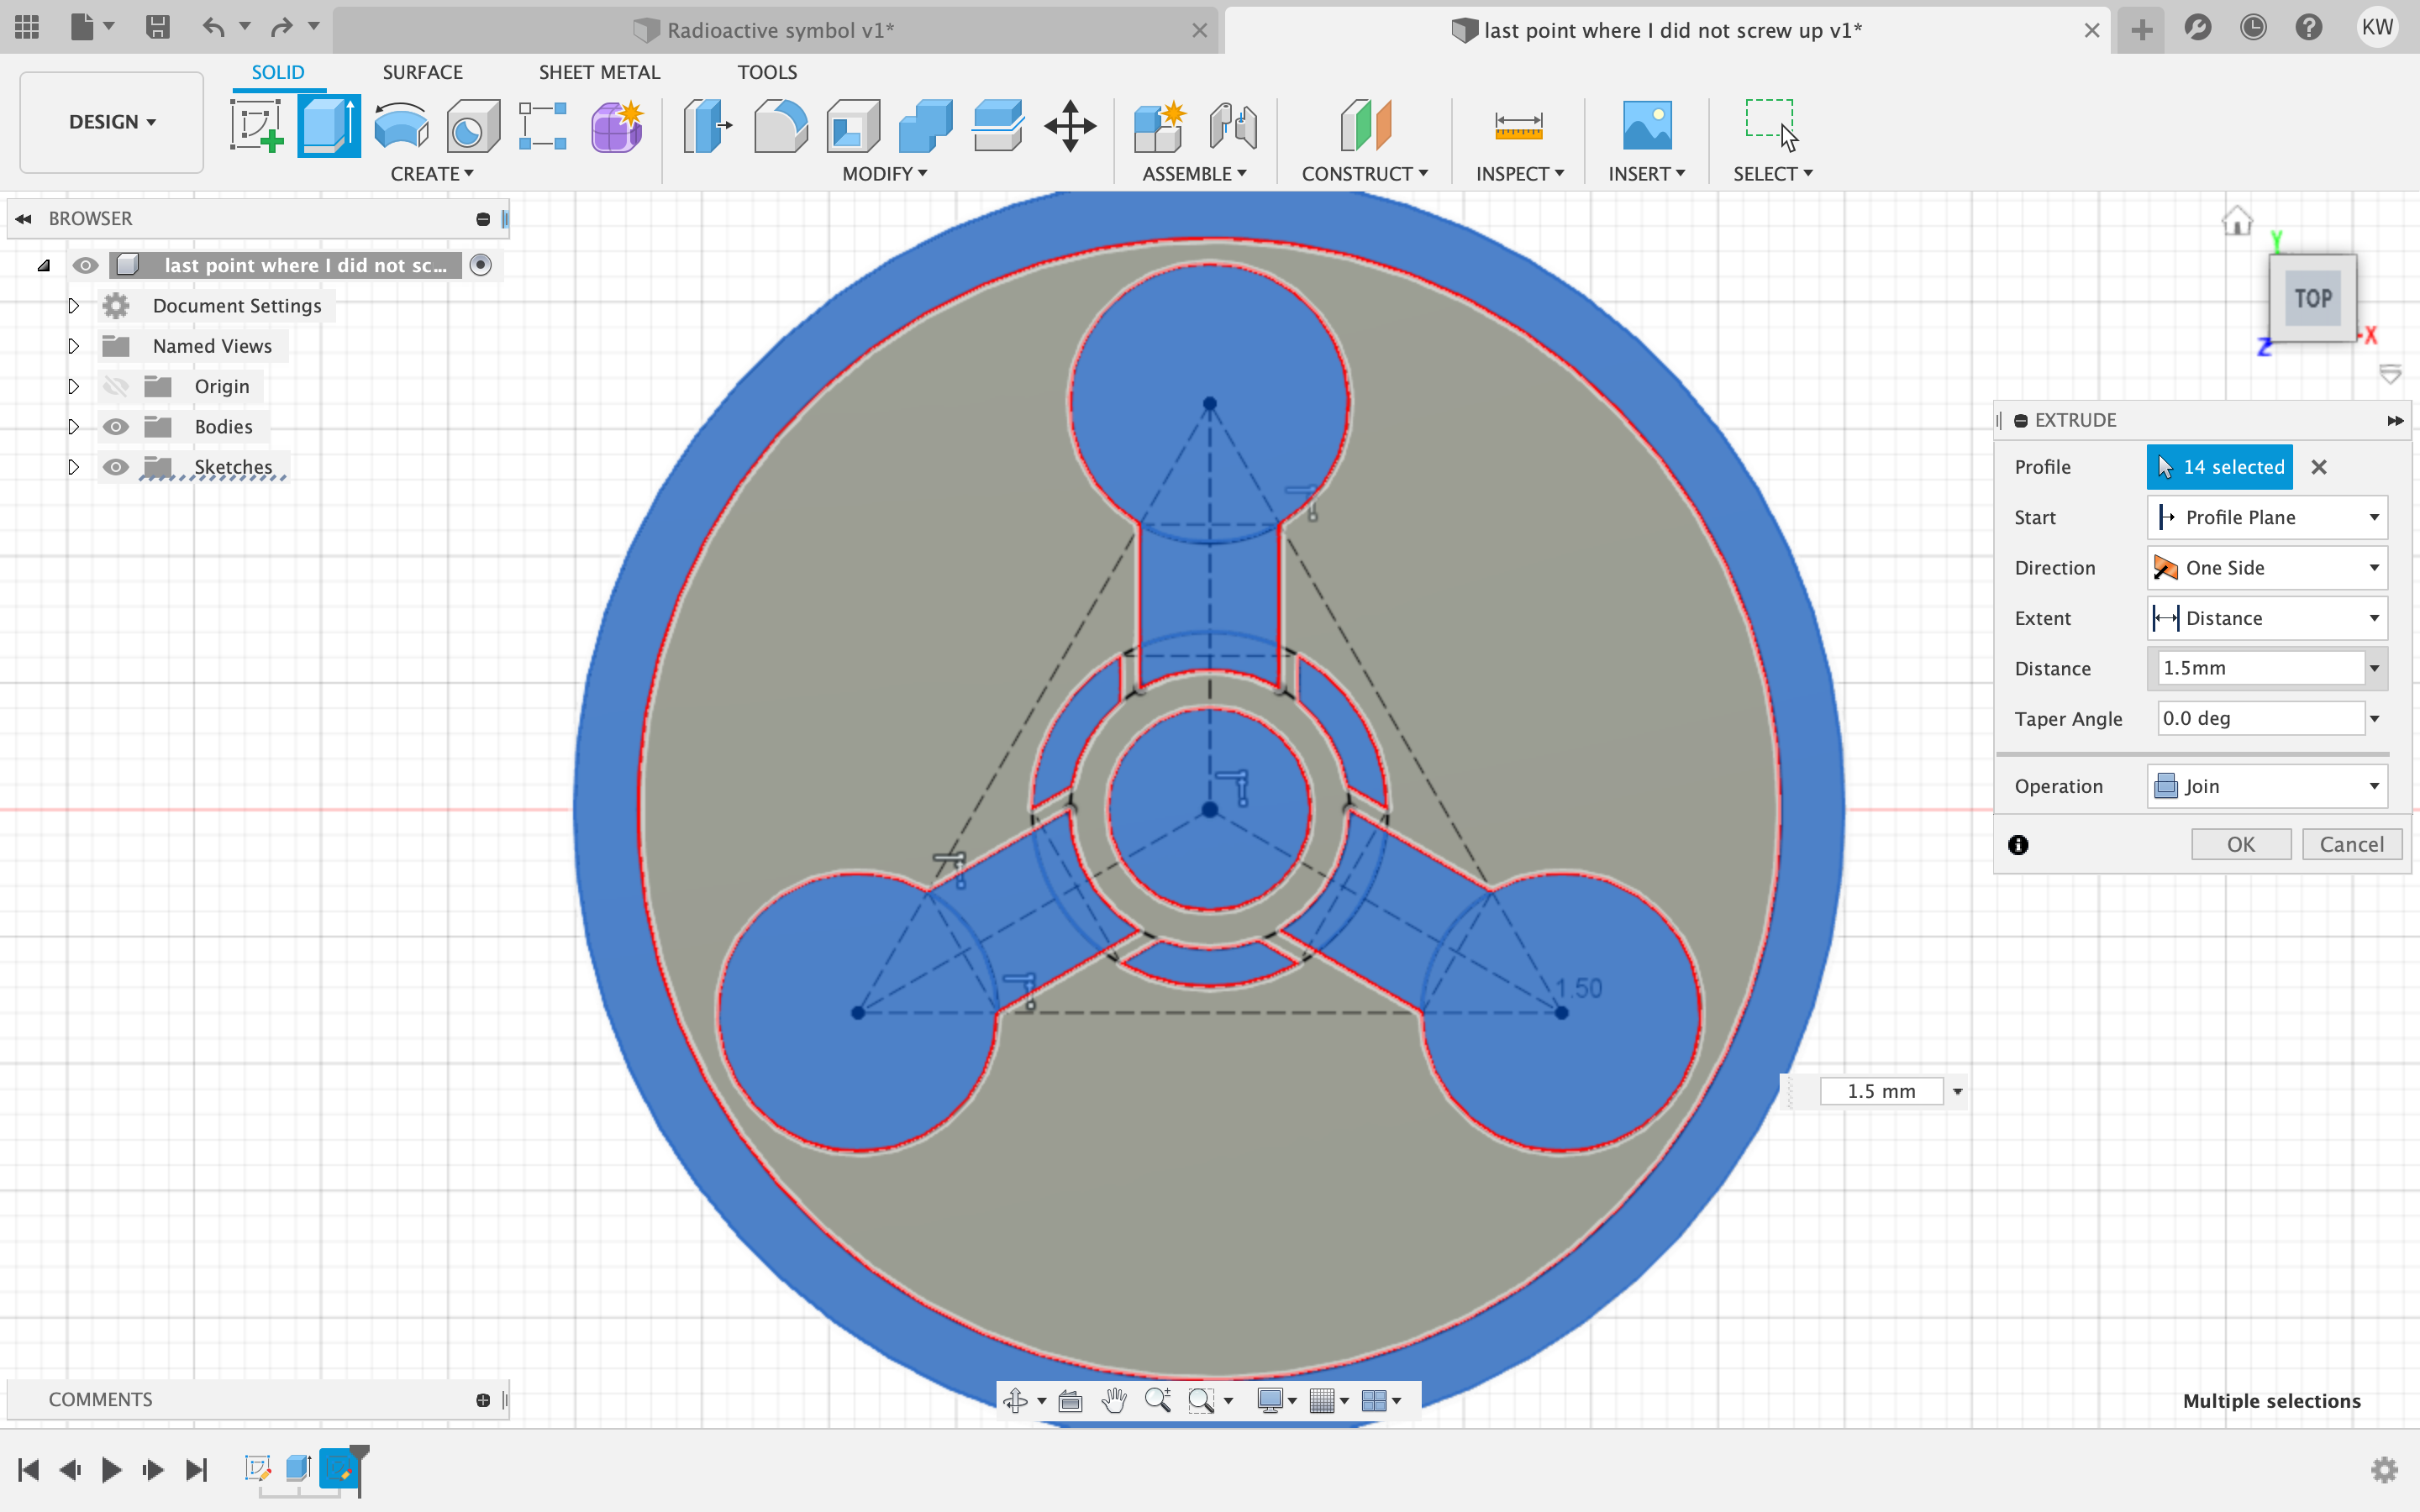 Radioactive symbol v1*
last point where I did not screw up v1*
KW
DESIGN
SOLID
SURFACE
SHEET METAL
TOOLS
CREATE
MODIFY
ASSEMBLE
CONSTRUCT
INSPECT
INSERT
SELECT
BROWSER
last point where I did not sc...
Document Settings
Named Views
Origin
Bodies
Sketches
Y
TOP
X
Z
EXTRUDE
Profile 14 selected
Start Profile Plane
Direction One Side
Extent Distance
Distance 1.5mm
Taper Angle 0.0 deg
Operation Join
OK Cancel
1.50
1.5 mm
COMMENTS
Multiple selections